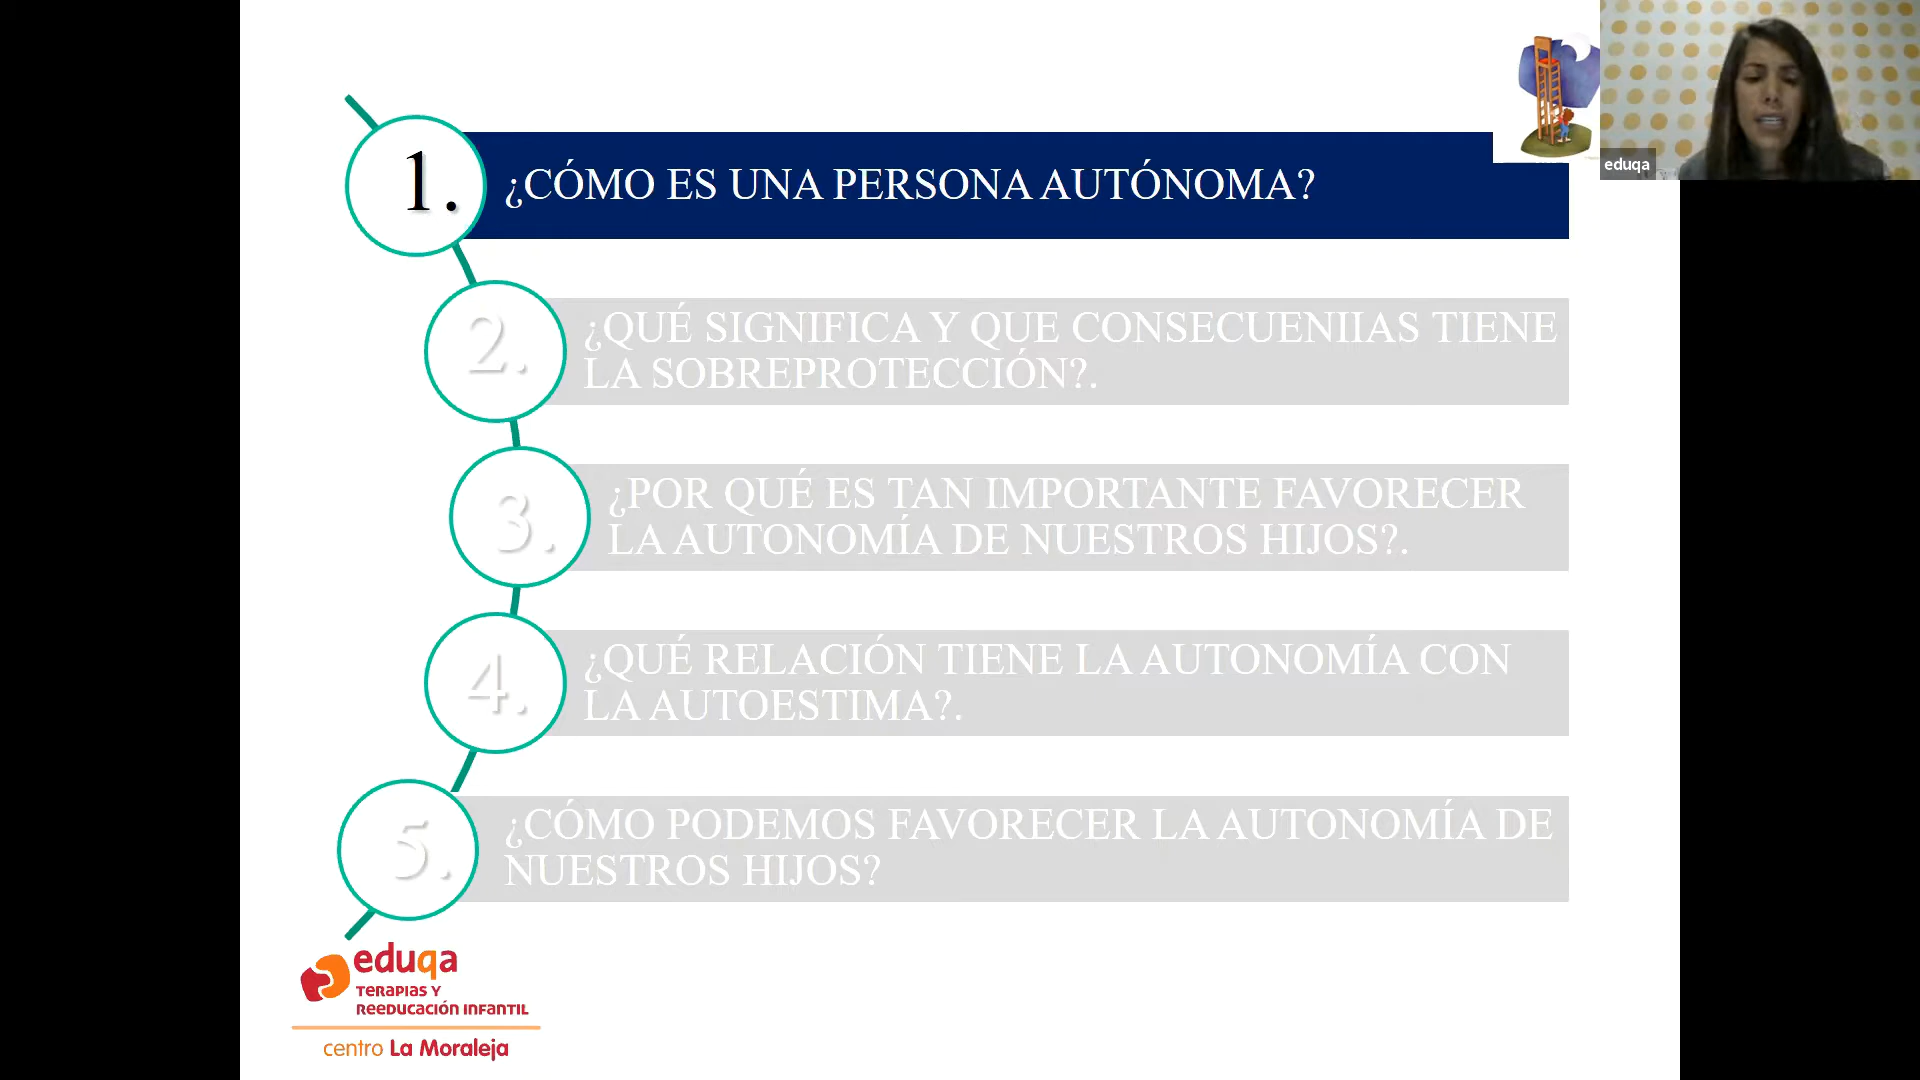 1.
¿CÓMO ES UNA PERSONA AUTÓNOMA?
2.
¿QUÉ SIGNIFICA Y QUE CONSECUENIIAS TIENE
LA SOBREPROTECCIÓN?.
3.
¿POR QUÉ ES TAN IMPORTANTE FAVORECER
LA AUTONOMÍA DE NUESTROS HIJOS?.
4.
¿QUÉ RELACIÓN TIENE LA AUTONOMÍA CON
LA AUTOESTIMA?.
5.
¿CÓMO PODEMOS FAVORECER LA AUTONOMÍA DE
NUESTROS HIJOS?
eduqa
TERAPIAS Y
REEDUCACIÓN INFANTIL
centro La Moraleja
eduqa